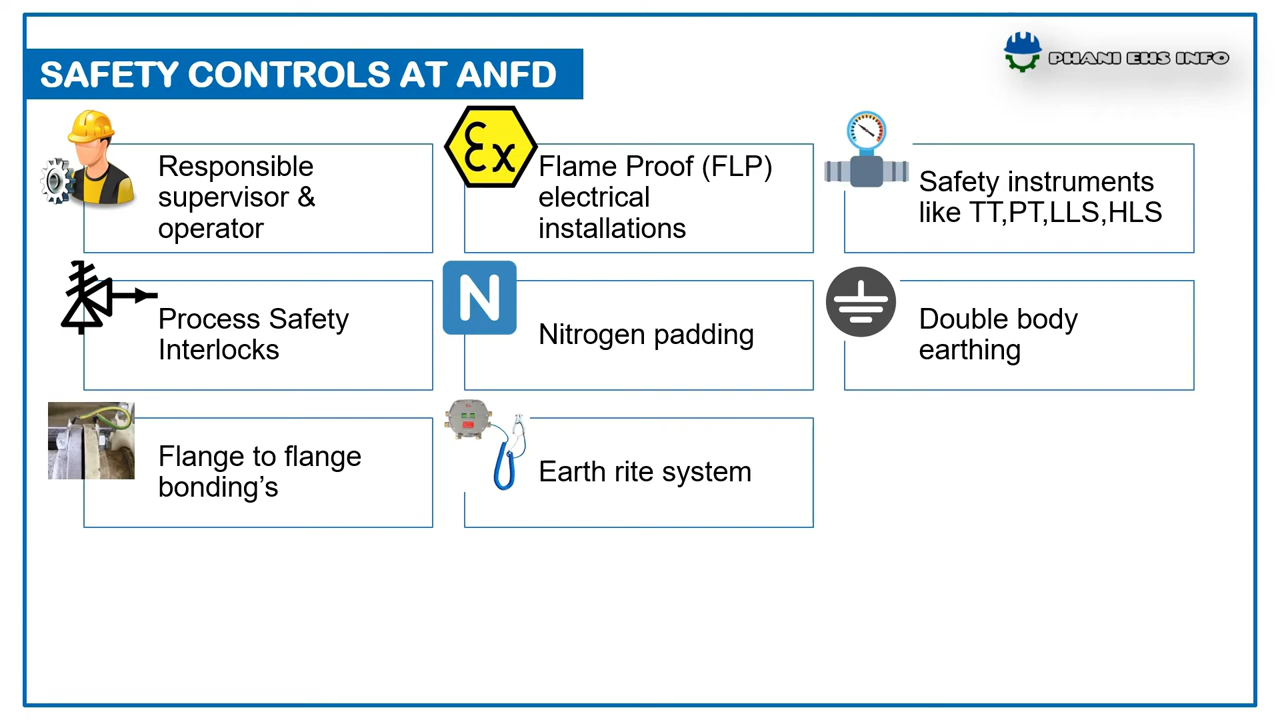 SAFETY CONTROLS AT ANFD
PHANI EHS INFO
Responsible
supervisor &
operator
Ex
Flame Proof (FLP)
electrical
installations
Safety instruments
like TT,PT,LLS,HLS
Process Safety
Interlocks
N
Nitrogen padding
Double body
earthing
Flange to flange
bonding’s
Earth rite system